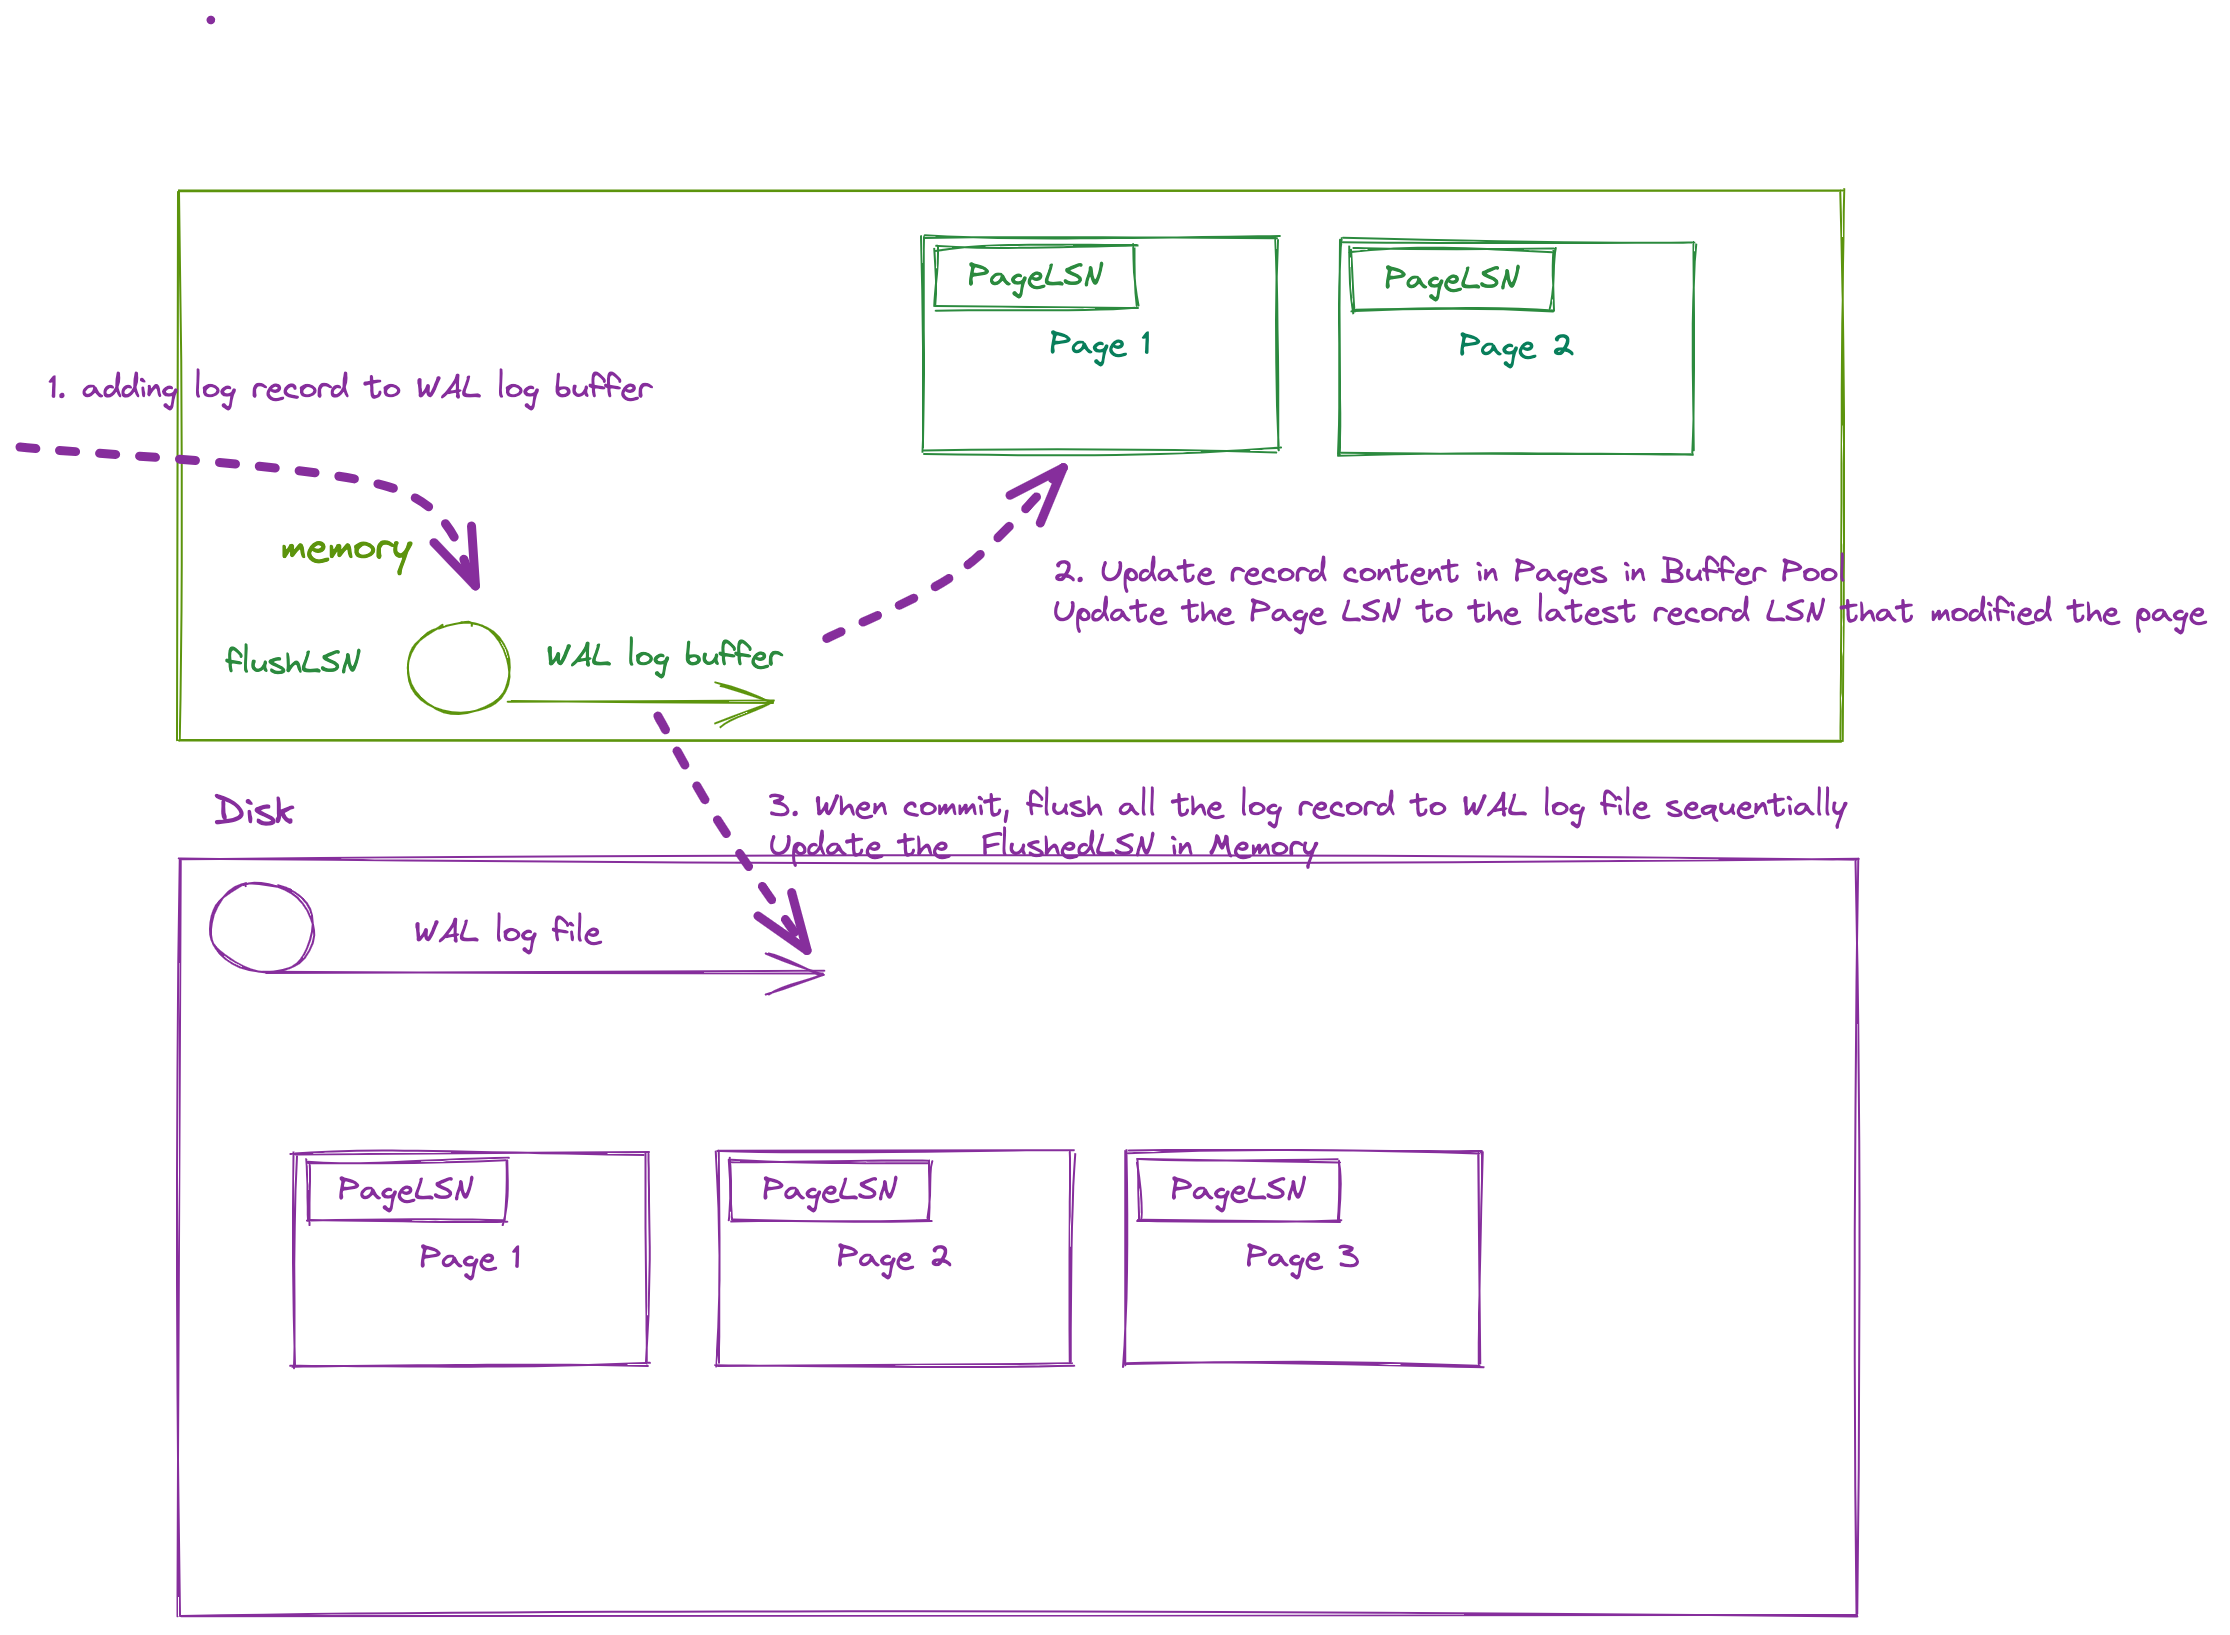 PageLSN
PageLSN
Page 1
Page 2
1. adding log record to WAL log buffer
memory
2. Update record content in Pages in Buffer Pool
Update the Page LSN to the latest record LSN that modified the page
flushLSN
WAL log buffer
Disk
3. When commit, flush all the log record to WAL log file sequentially
Update the FlushedLSN in Memory
WAL log file
PageLSN
PageLSN
PageLSN
Page 1
Page 2
Page 3